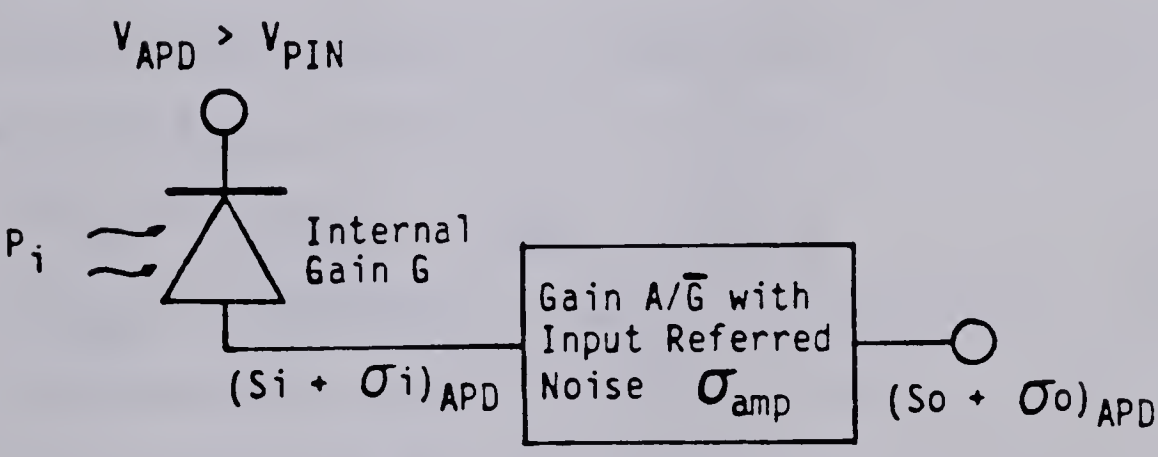 V_APD > V_PIN
P_i
Internal
Gain G
Gain A/G̅ with
Input Referred
Noise σ_amp
(Si + σi)_APD
(So + σo)_APD